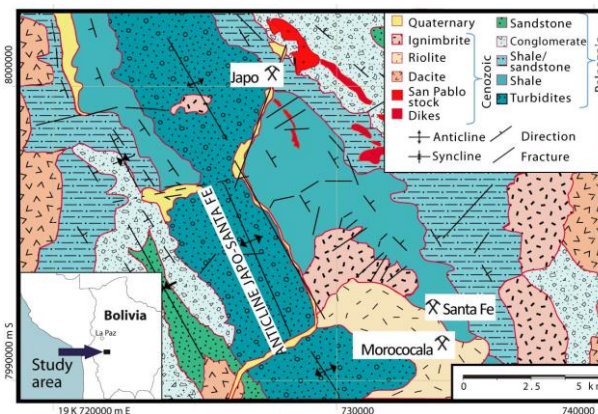 Quaternary
Ignimbrite
Riolite
Dacite
San Pablo
stock
Dikes
Cenozoic
Sandstone
Conglomerate
Shale/
sandstone
Shale
Turbidites
Anticline
Syncline
Direction
Fracture
8000000
Japo
ANTICLINE JAPO-SANTA FE
Santa Fe
Morococala
7990000 m S
Bolivia
La Paz
Study
area
0 2.5 5 k
19 K 720000 m E
730000
740000